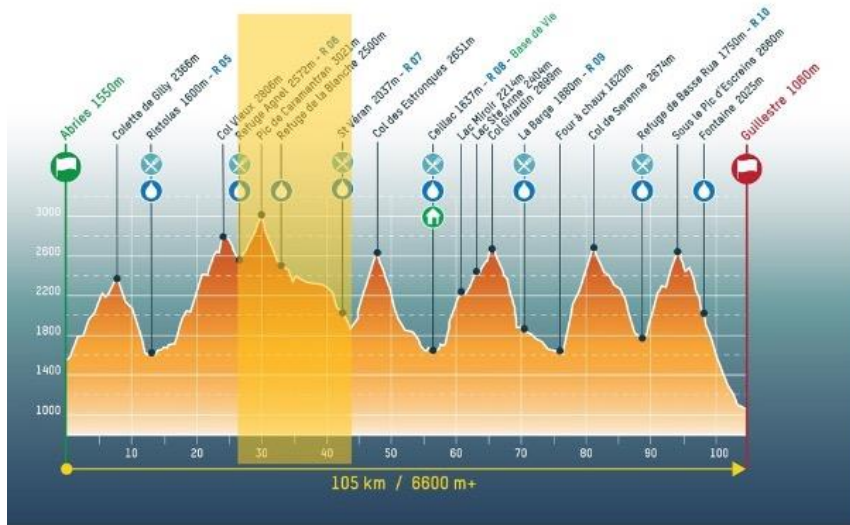 Abries 1550m
Colette de Gilly 2366m
Ristolas 1600m - R 05
Col Vieux 2806m
Refuge Agnel 2572m - R 06
Pic de Caramantran 3021m
Refuge de la Blanche 2500m
St Véran 2037m - R 07
Col des Estronques 2651m
Ceillac 1637m - R 08 - Base de Vie
Lac Miroir 2214m
Lac Ste Anne 2404m
Col Girardin 2699m
La Barge 1880m - R 09
Four à chaux 1620m
Col de Serenne 2674m
Refuge de Basse Rua 1750m - R 10
Sous le Pic d'Escreins 2660m
Fontaine 2025m
Guillestre 1060m
3000
2600
2200
1800
1400
1000
10 20 30 40 50 60 70 80 90 100
105 km / 6600 m+